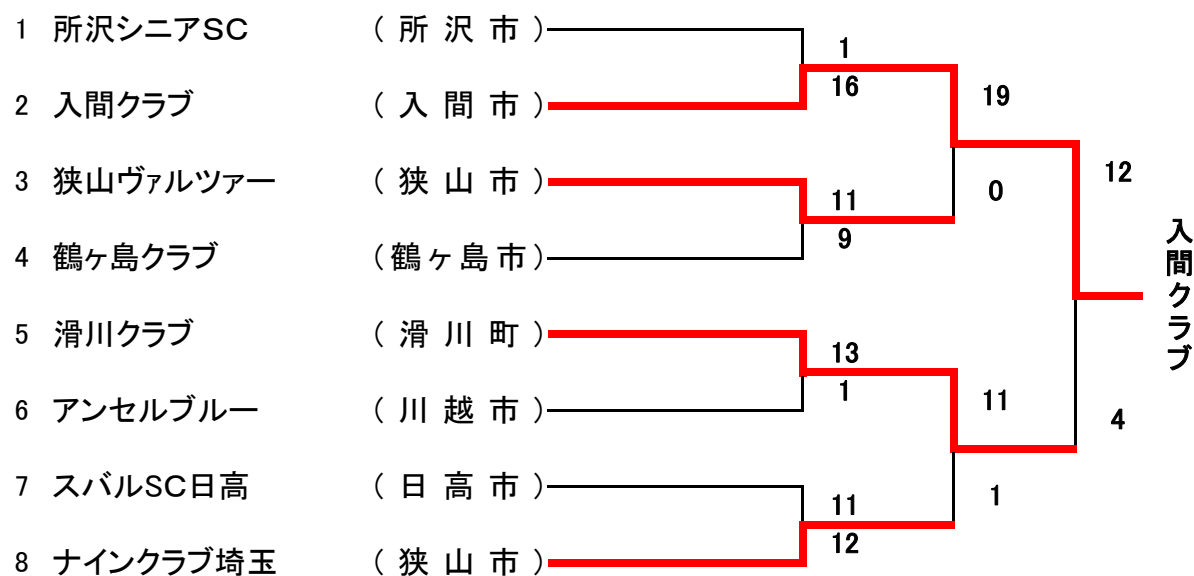 1 所沢シニアSC (所沢市)
1
16
2 入間クラブ (入間市)
19
3 狭山ヴァルツァー (狭山市)
11
9
0
12
4 鶴ヶ島クラブ (鶴ヶ島市)
入間クラブ
5 滑川クラブ (滑川町)
13
1
11
6 アンセルブルー (川越市)
4
7 スバルSC日高 (日高市)
11
12
1
8 ナインクラブ埼玉 (狭山市)